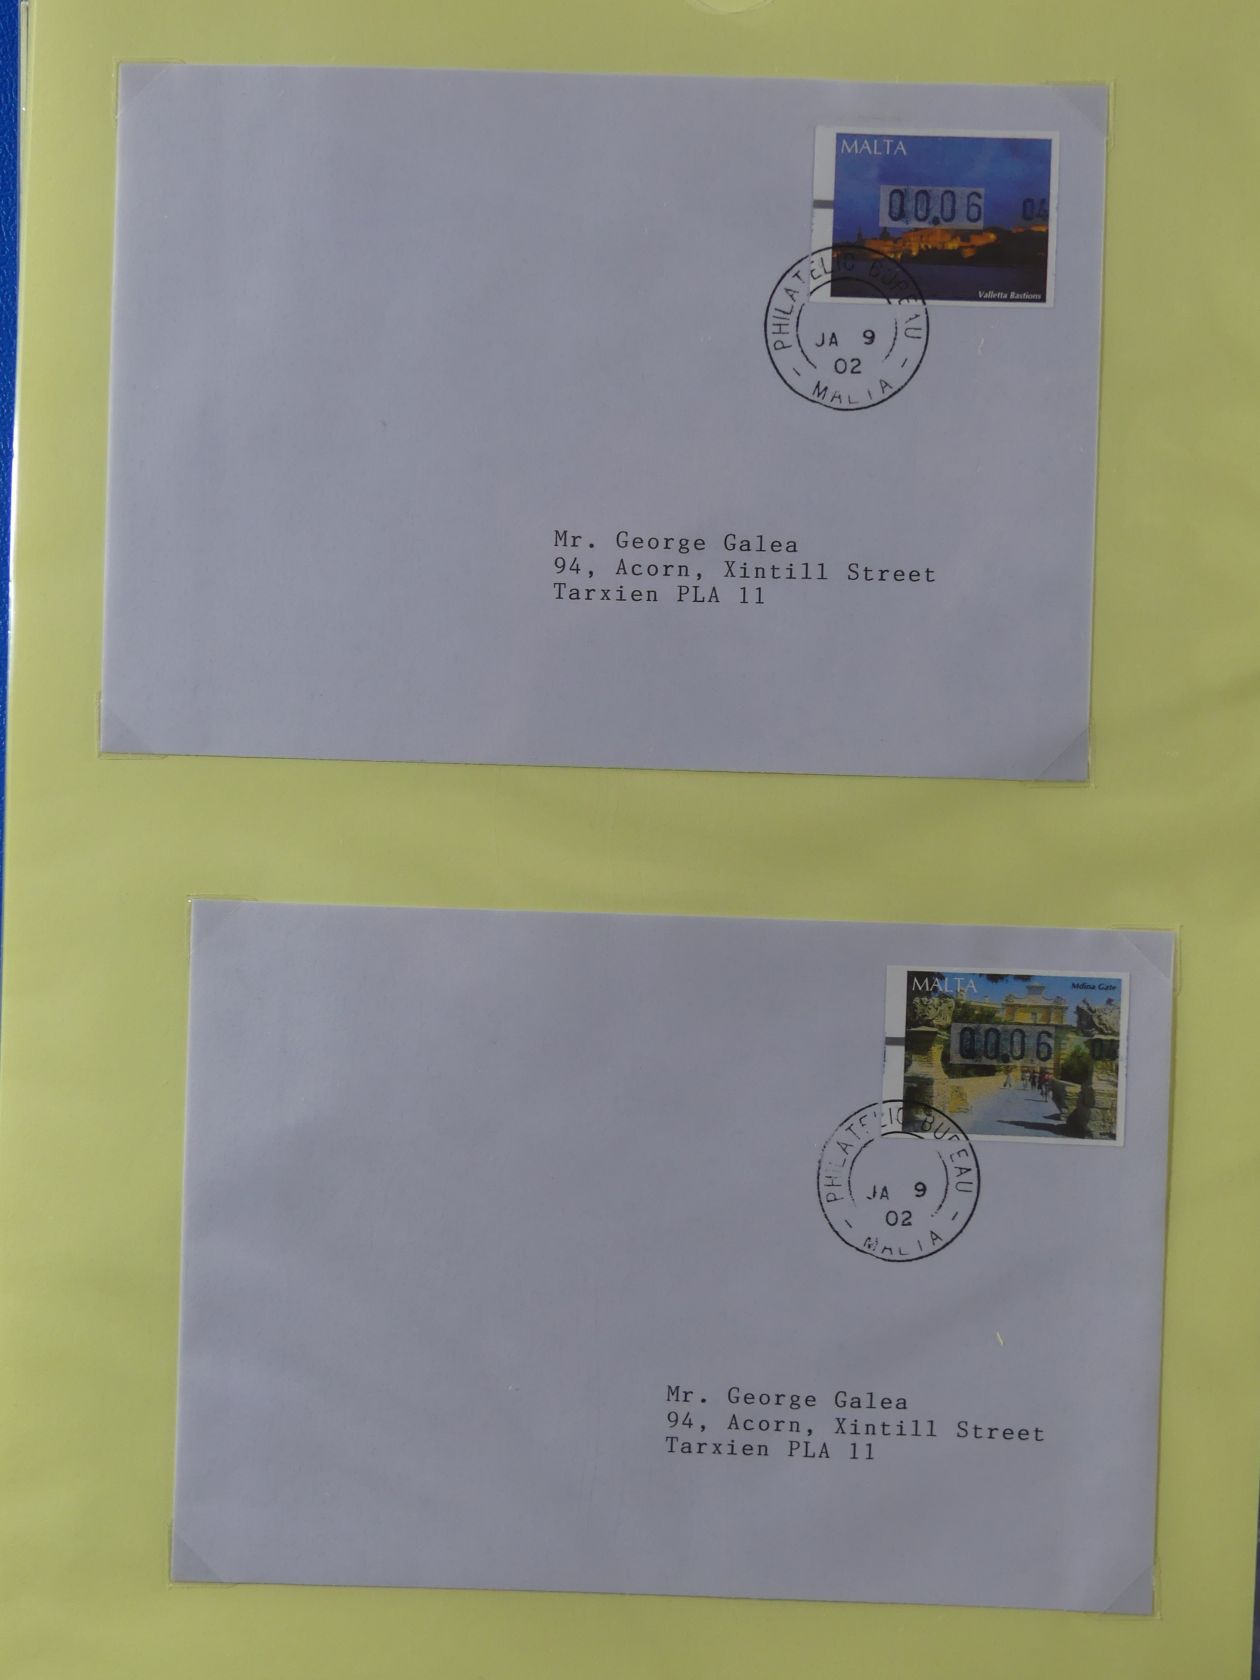 MALTA
00.06
04
Valletta Bastions
PHILATELIC BUREAU
JA 9
02
- MALTA -
Mr. George Galea
94, Acorn, Xintill Street
Tarxien PLA 11
MALTA
Mdina Gate
00.06
04
PHILATELIC BUREAU
JA 9
02
- MALTA -
Mr. George Galea
94, Acorn, Xintill Street
Tarxien PLA 11